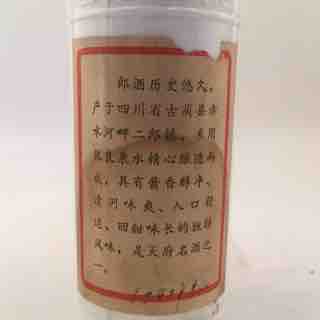 郎酒历史悠久，
产于四川省古蔺县赤
水河畔二郎镇，采用
郎泉水精心酿造而
成，具有酱香醇净、
味爽、入口舒
适、回甜味长的独特
风味，是天府名酒之
一。